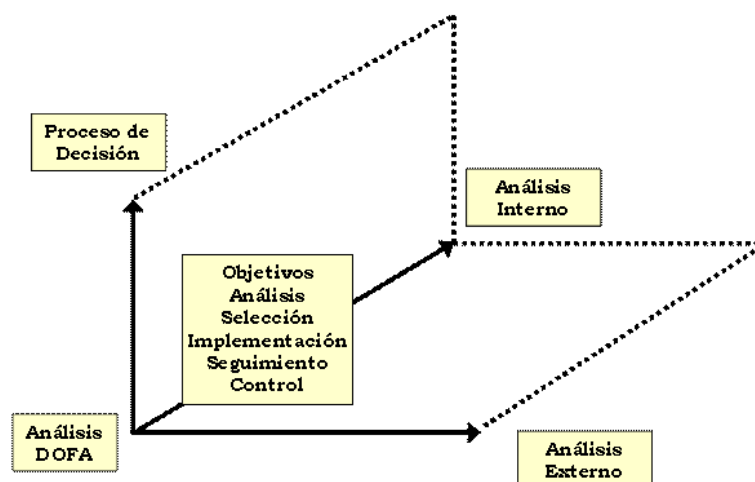 Proceso de
Decisión
Análisis
Interno
Objetivos
Análisis
Selección
Implementación
Seguimiento
Control
Análisis
DOFA
Análisis
Externo